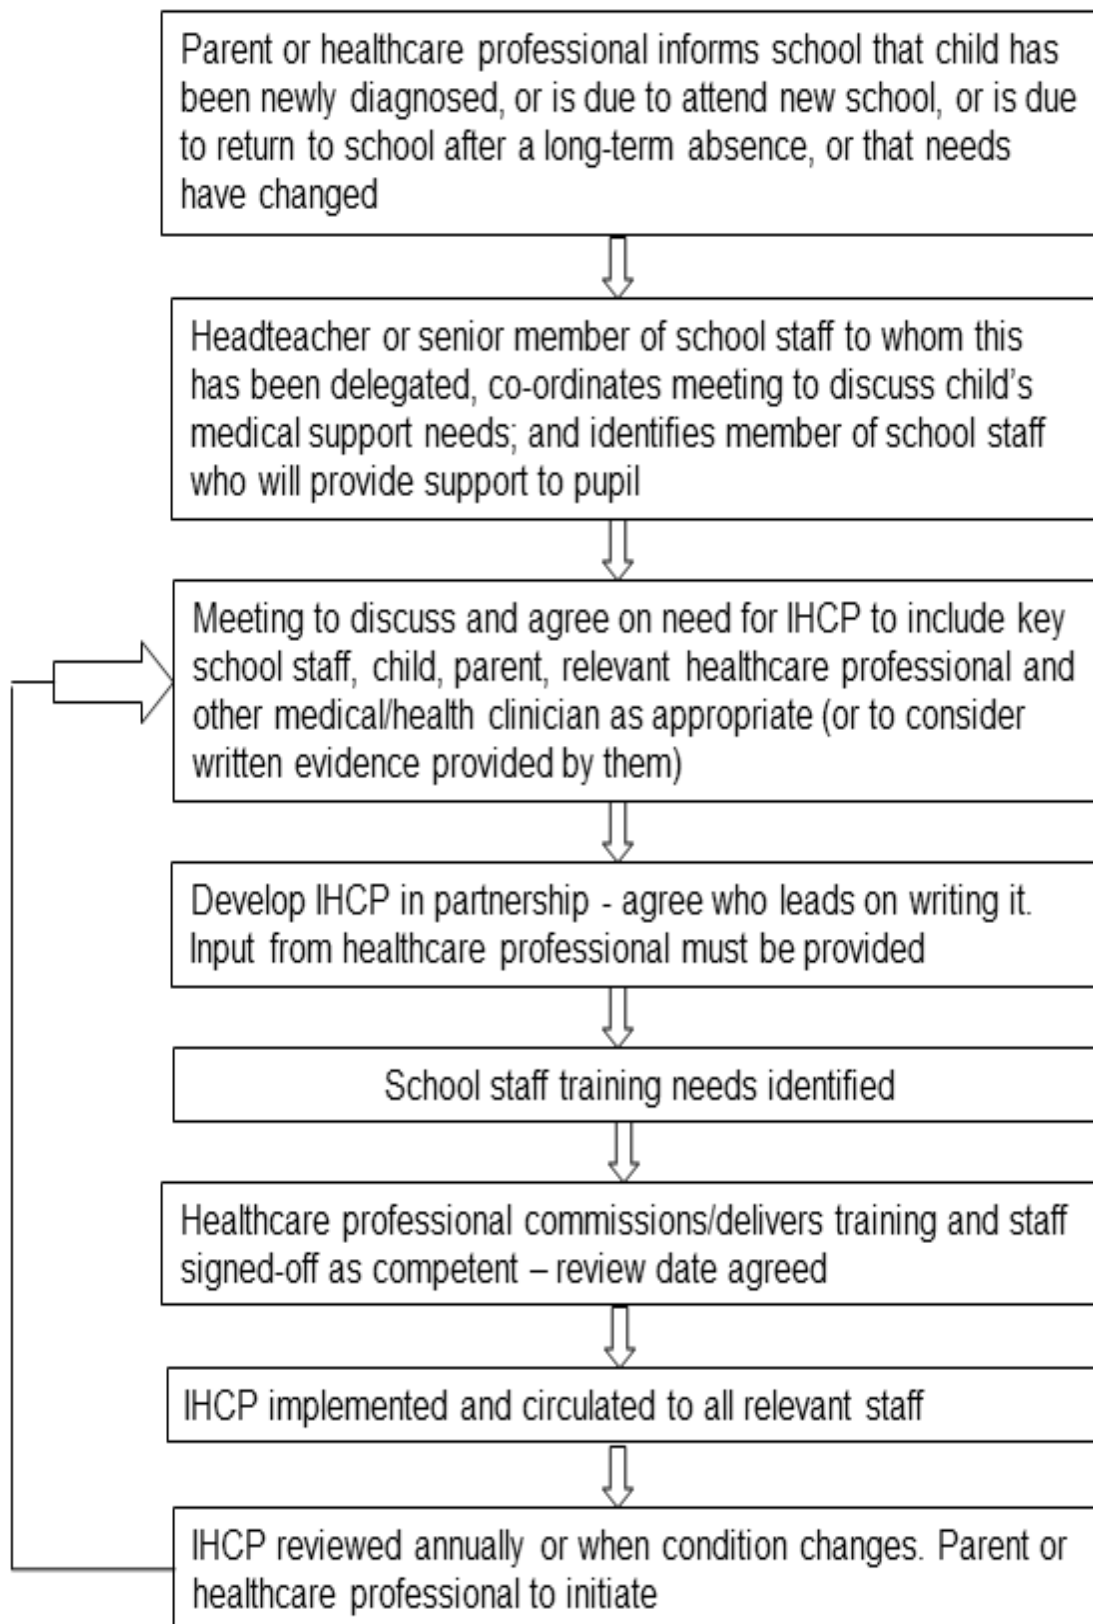 Parent or healthcare professional informs school that child has
been newly diagnosed, or is due to attend new school, or is due
to return to school after a long-term absence, or that needs
have changed
Headteacher or senior member of school staff to whom this
has been delegated, co-ordinates meeting to discuss child’s
medical support needs; and identifies member of school staff
who will provide support to pupil
Meeting to discuss and agree on need for IHCP to include key
school staff, child, parent, relevant healthcare professional and
other medical/health clinician as appropriate (or to consider
written evidence provided by them)
Develop IHCP in partnership - agree who leads on writing it.
Input from healthcare professional must be provided
School staff training needs identified
Healthcare professional commissions/delivers training and staff
signed-off as competent – review date agreed
IHCP implemented and circulated to all relevant staff
IHCP reviewed annually or when condition changes. Parent or
healthcare professional to initiate